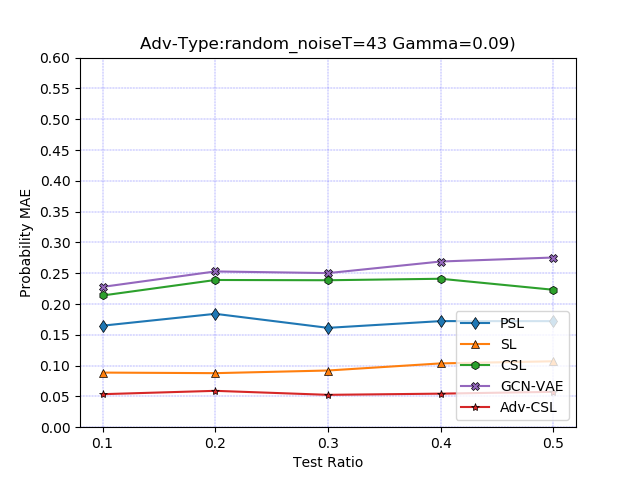 Adv-Type:random_noiseT=43 Gamma=0.09)
0.60
0.55
0.50
0.45
0.40
0.35
0.30
0.25
0.20
0.15
0.10
0.05
0.00
Probability MAE
PSL
SL
CSL
GCN-VAE
Adv-CSL
0.1 0.2 0.3 0.4 0.5
Test Ratio